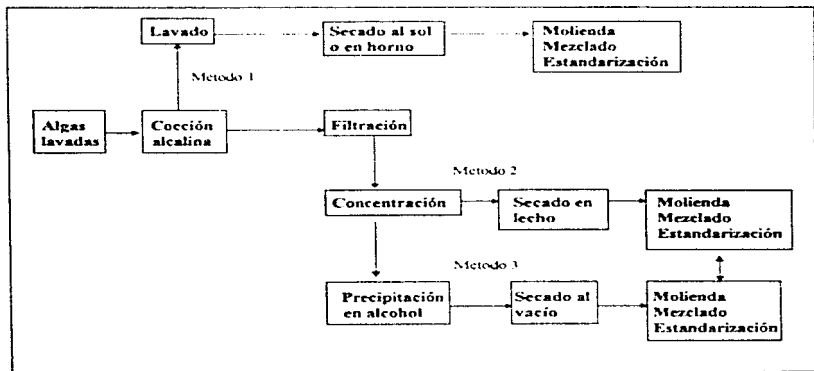 Lavado
Secado al sol
o en horno
Molienda
Mezclado
Estandarización
Metodo 1
Algas
lavadas
Cocción
alcalina
Filtración
Metodo 2
Concentración
Secado en
lecho
Molienda
Mezclado
Estandarización
Metodo 3
Precipitación
en alcohol
Secado al
vacío
Molienda
Mezclado
Estandarización